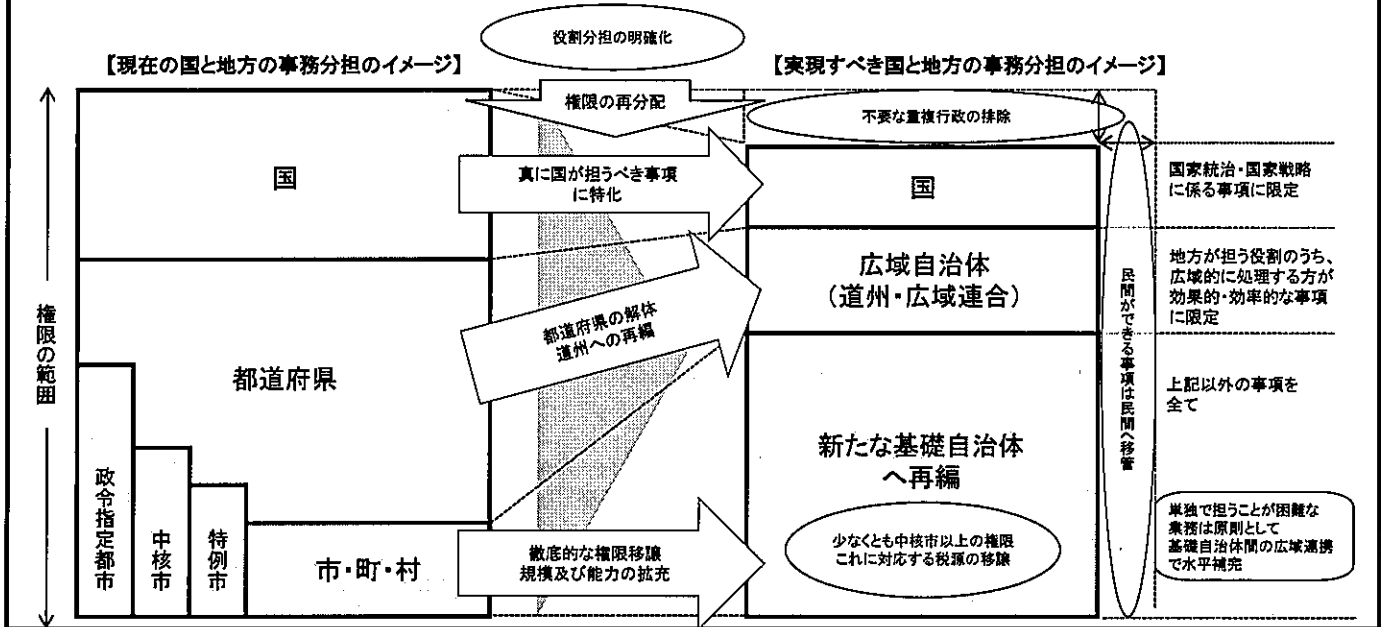 役割分担の明確化
【現在の国と地方の事務分担のイメージ】
【実現すべき国と地方の事務分担のイメージ】
権限の再分配
不要な重複行政の排除
権限の範囲
国
真に国が担うべき事項
に特化
国
国家統治・国家戦略
に係る事項に限定
都道府県
都道府県の解体
道州への再編
広域自治体
(道州・広域連合)
地方が担う役割のうち、
広域的に処理する方が
効果的・効率的な事項
に限定
民間ができる事項は民間へ移管
政令指定都市
中核市
特例市
市・町・村
徹底的な権限移譲
規模及び能力の拡充
新たな基礎自治体
へ再編
少なくとも中核市以上の権限
これに対応する税源の移譲
上記以外の事項を
全て
単独で担うことが困難な
業務は原則として
基礎自治体間の広域連携
で水平補完